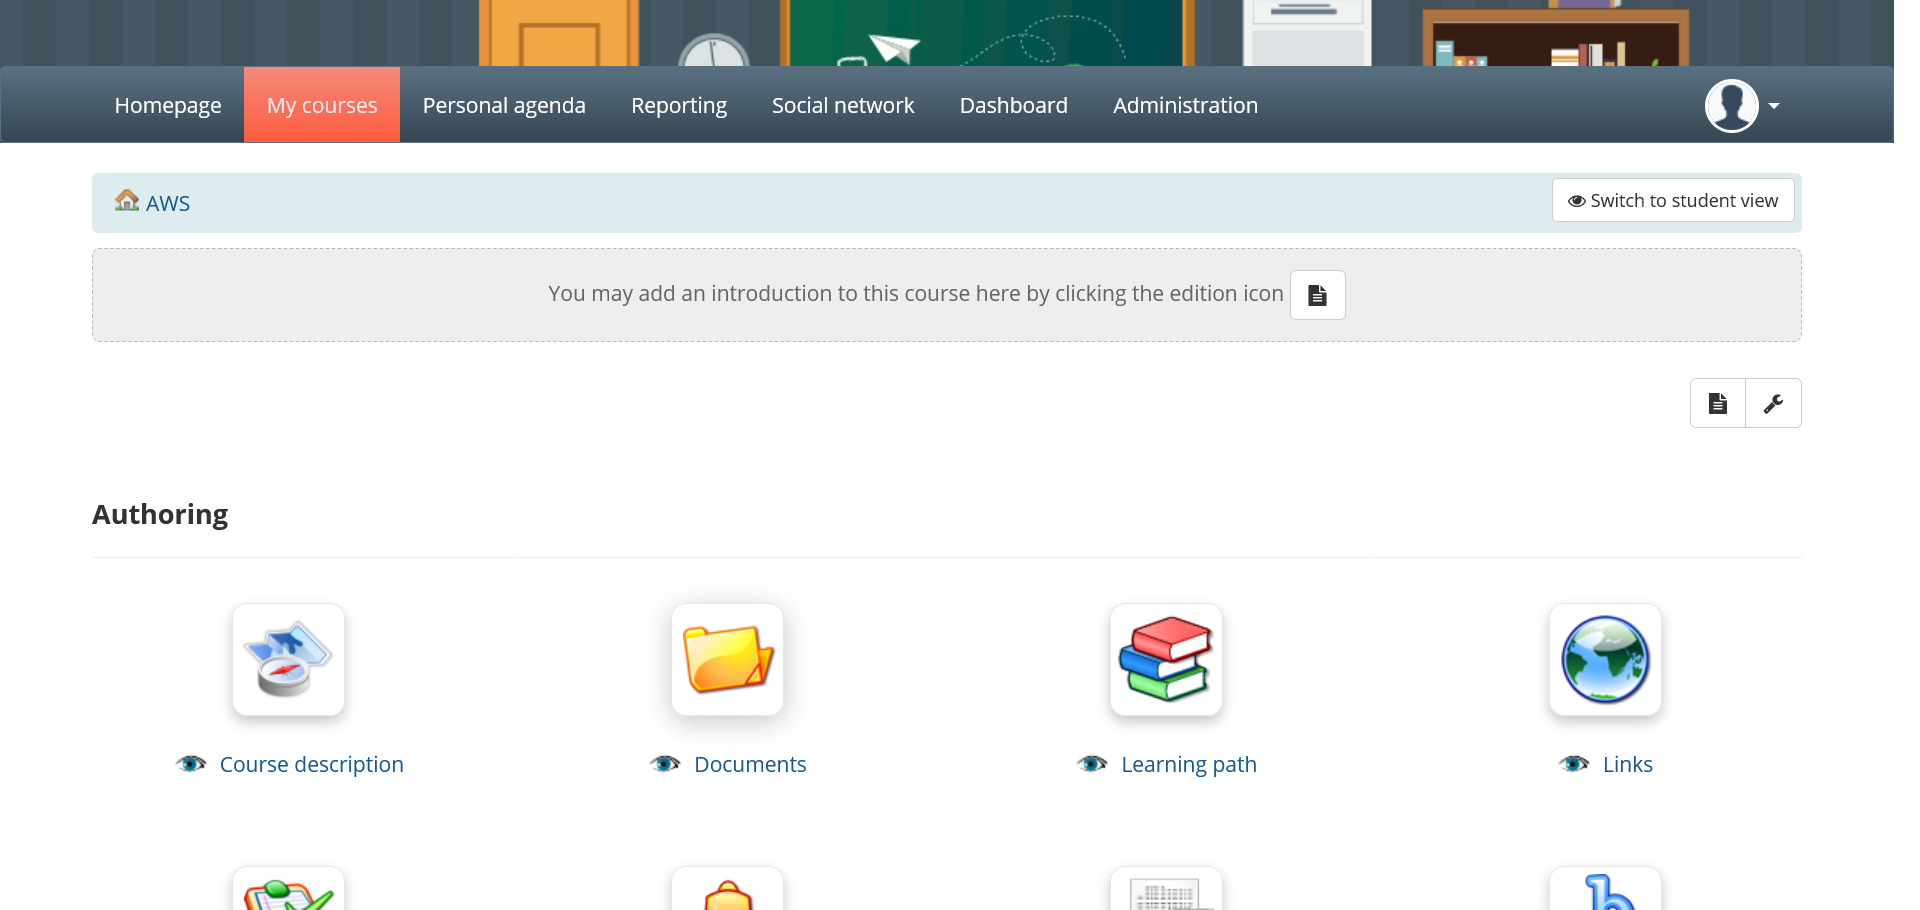 Homepage My courses Personal agenda Reporting Social network Dashboard Administration
AWS Switch to student view
You may add an introduction to this course here by clicking the edition icon
Authoring
Course description Documents Learning path Links